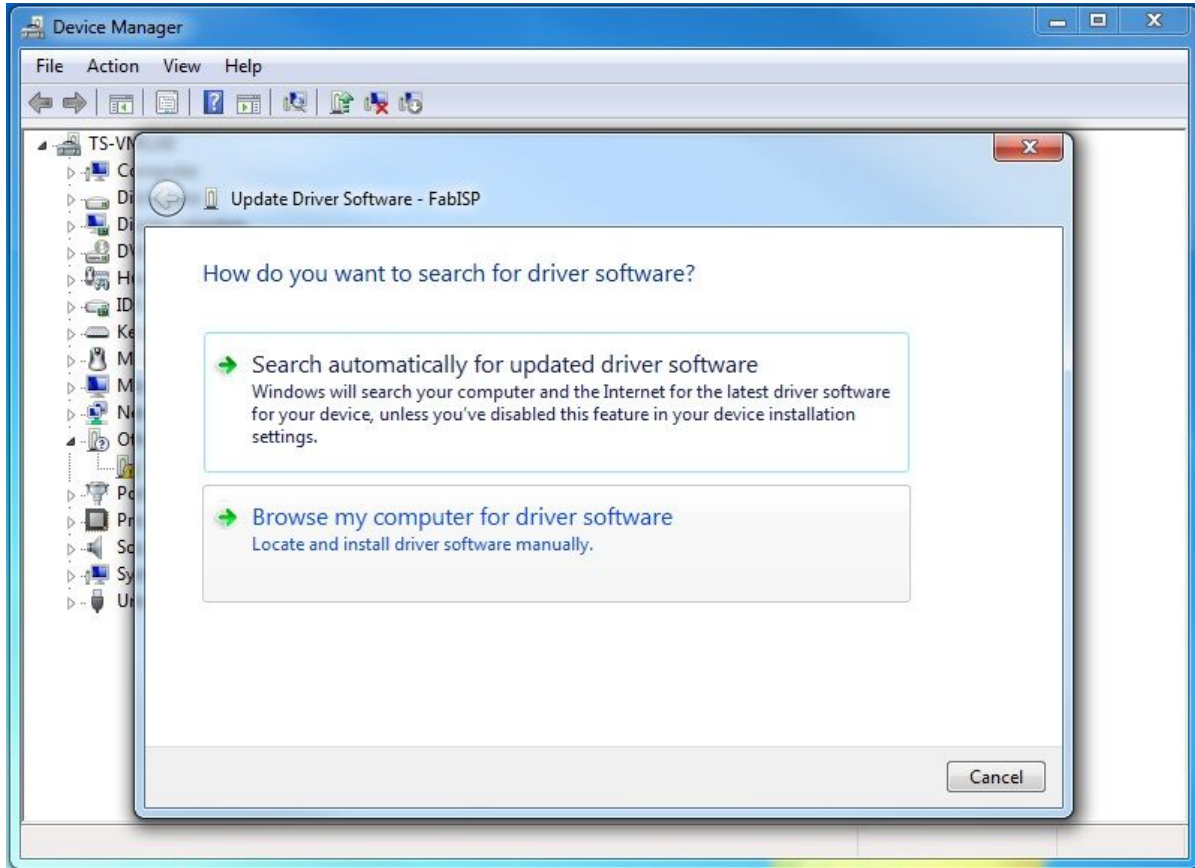 Device Manager
File Action View Help
Update Driver Software - FabISP
How do you want to search for driver software?
Search automatically for updated driver software
Windows will search your computer and the Internet for the latest driver software
for your device, unless you've disabled this feature in your device installation
settings.
Browse my computer for driver software
Locate and install driver software manually.
Cancel